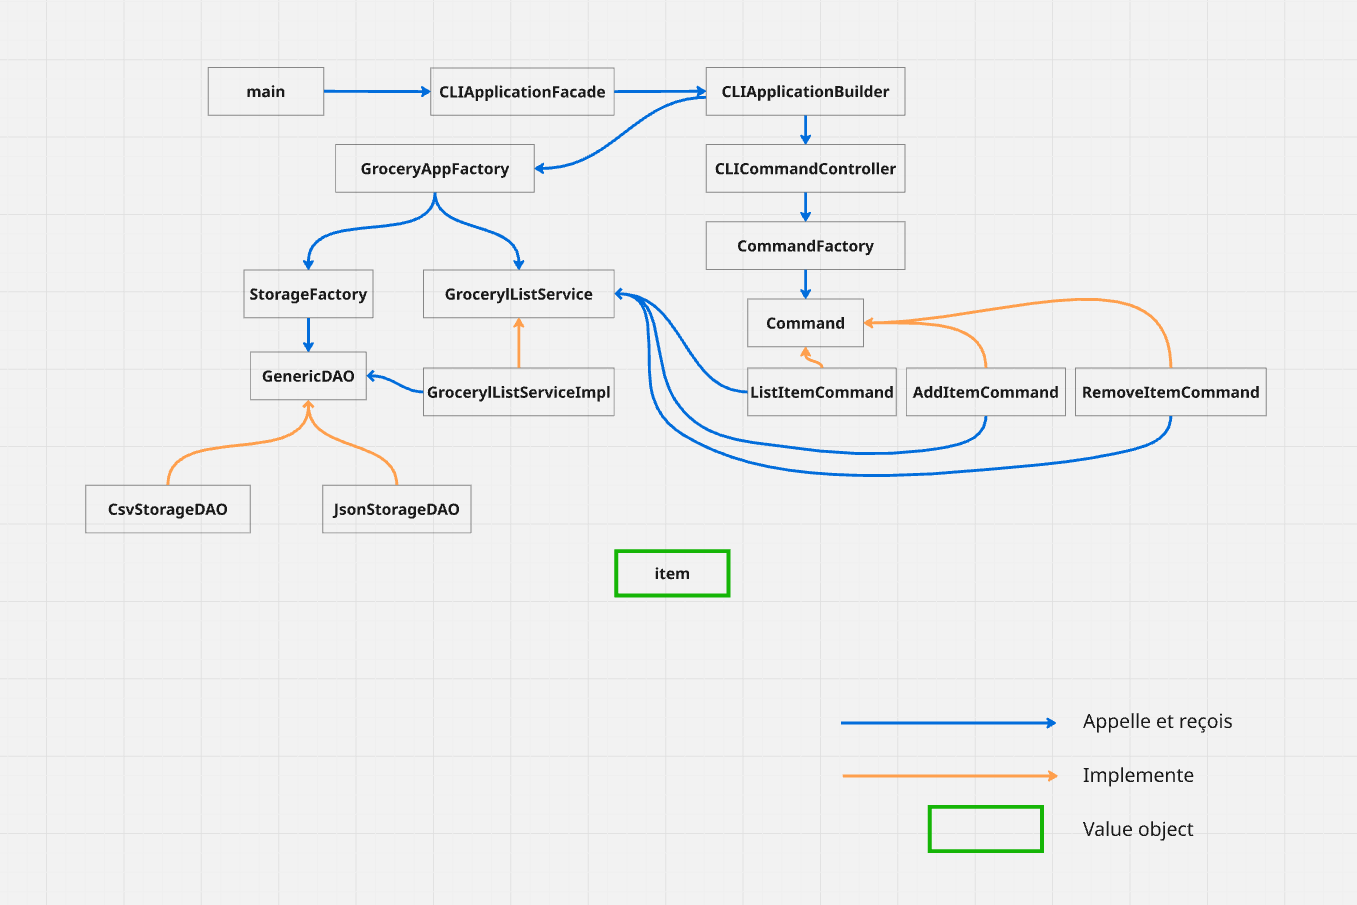 main
CLIApplicationFacade
CLIApplicationBuilder
GroceryAppFactory
CLICommandController
CommandFactory
StorageFactory
GrocerylListService
Command
GenericDAO
GrocerylListServiceImpl
ListItemCommand
AddItemCommand
RemoveItemCommand
CsvStorageDAO
JsonStorageDAO
item
Appelle et reçois
Implemente
Value object